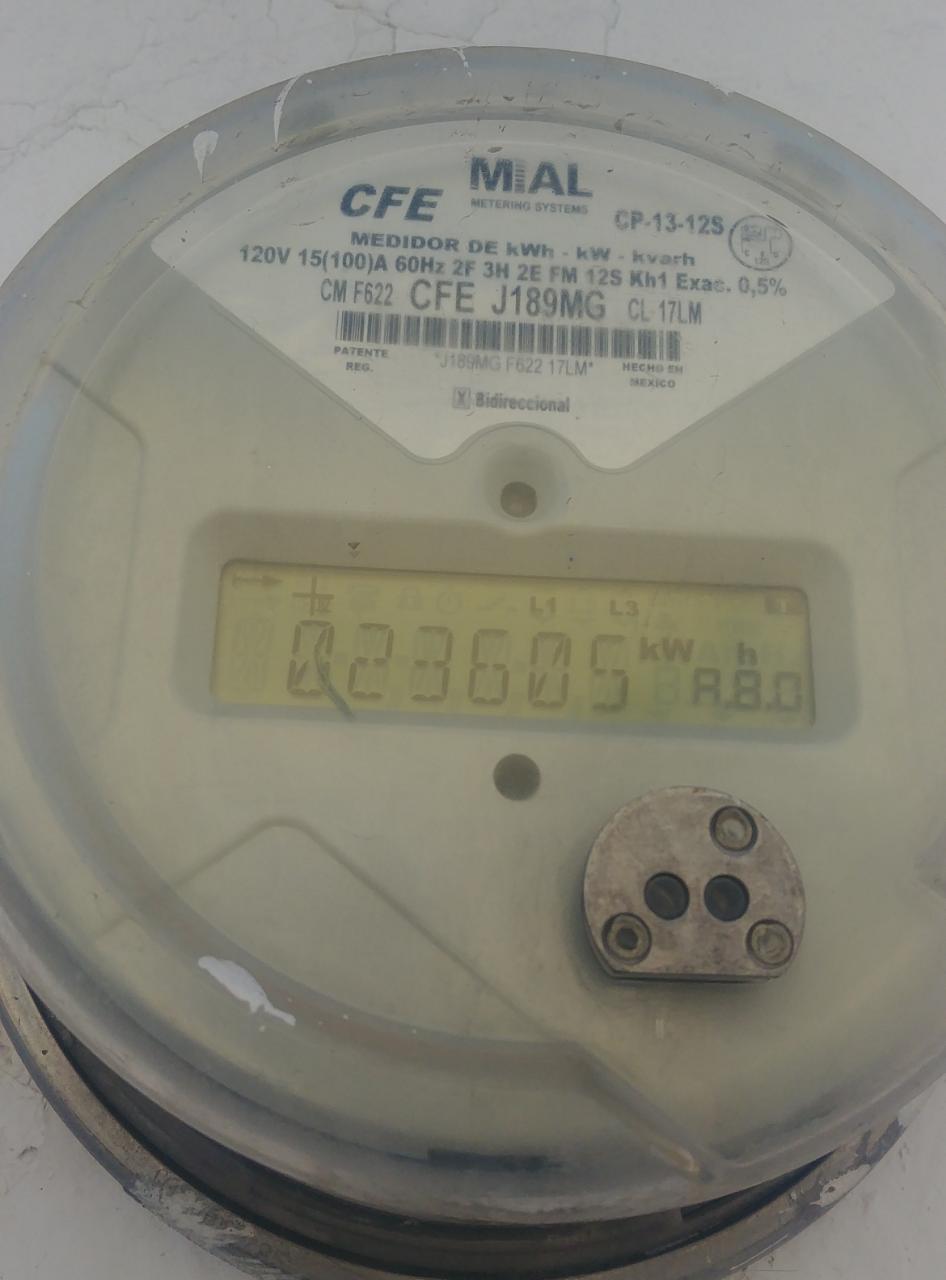 MIAL
METERING SYSTEMS
CFE
CP-13-12S
MEDIDOR DE kWh - kW - kvarh
120V 15(100)A 60Hz 2F 3H 2E FM 12S Kh1 Exac. 0,5%
CM F622 CFE J189MG CL 17LM
PATENTE REG.
*J189MG F622 17LM*
HECHO EN MEXICO
X Bidireccional
L1 L3
023605 kW h
A.8.0